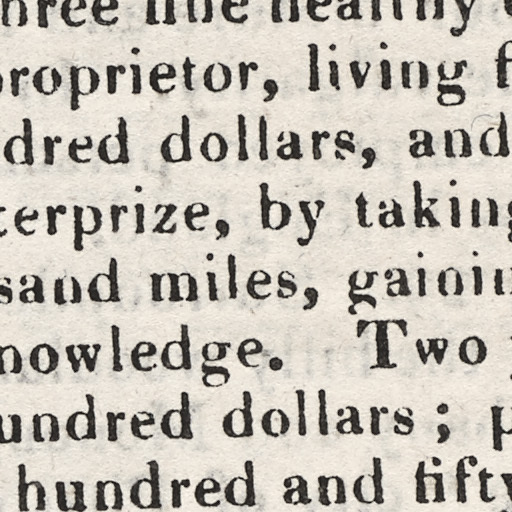 three fine healthy
proprietor, living f
dred dollars, and
terprize, by taking
sand miles, gainin
nowledge. Two
undred dollars; p
hundred and fifty